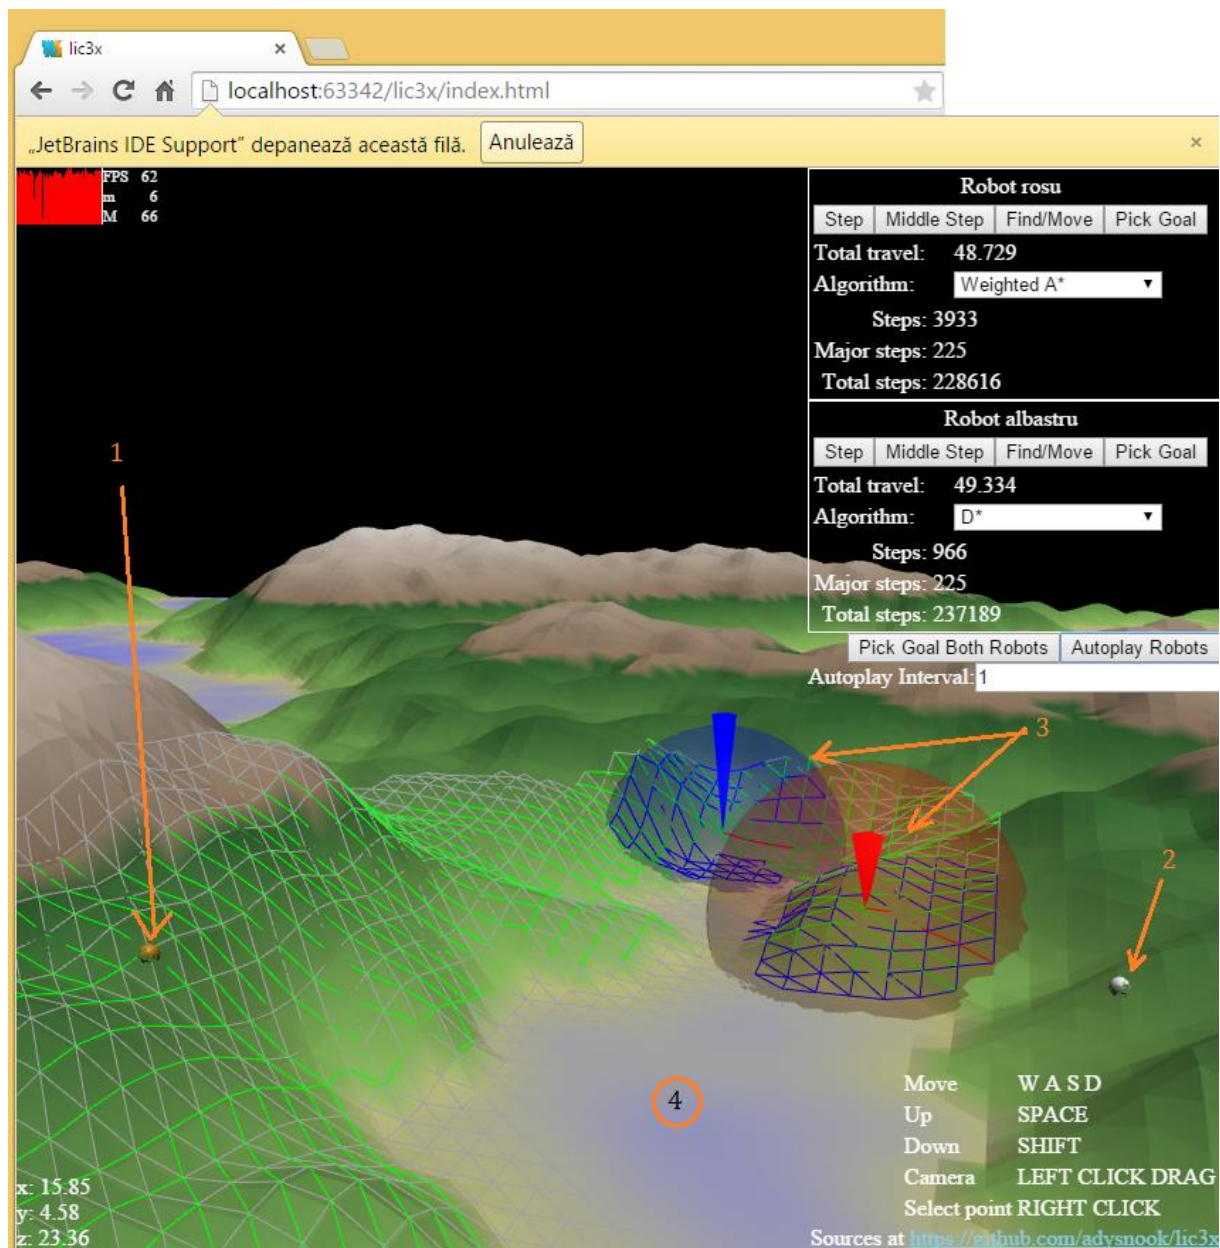 lic3x
localhost:63342/lic3x/index.html
„JetBrains IDE Support” depanează această filă. Anulează
FPS 62
m 6
M 66
Robot rosu
Step Middle Step Find/Move Pick Goal
Total travel: 48.729
Algorithm: Weighted A*
Steps: 3933
Major steps: 225
Total steps: 228616
Robot albastru
Step Middle Step Find/Move Pick Goal
Total travel: 49.334
Algorithm: D*
Steps: 966
Major steps: 225
Total steps: 237189
Pick Goal Both Robots Autoplay Robots
Autoplay Interval: 1
1
3
2
4
Move W A S D
Up SPACE
Down SHIFT
Camera LEFT CLICK DRAG
Select point RIGHT CLICK
Sources at https://github.com/adysnook/lic3x
x: 15.85
y: 4.58
z: 23.36